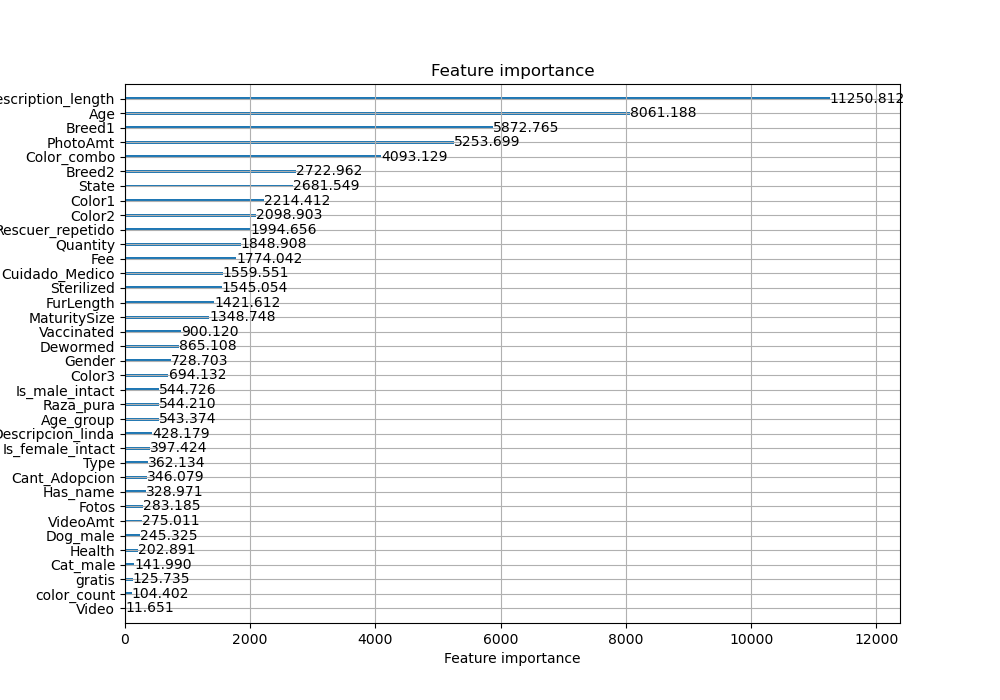 Feature importance
escription_length 11250.812
Age 8061.188
Breed1 5872.765
PhotoAmt 5253.699
Color_combo 4093.129
Breed2 2722.962
State 2681.549
Color1 2214.412
Color2 2098.903
Rescuer_repetido 1994.656
Quantity 1848.908
Fee 1774.042
Cuidado_Medico 1559.551
Sterilized 1545.054
FurLength 1421.612
MaturitySize 1348.748
Vaccinated 900.120
Dewormed 865.108
Gender 728.703
Color3 694.132
Is_male_intact 544.726
Raza_pura 544.210
Age_group 543.374
Descripcion_linda 428.179
Is_female_intact 397.424
Type 362.134
Cant_Adopcion 346.079
Has_name 328.971
Fotos 283.185
VideoAmt 275.011
Dog_male 245.325
Health 202.891
Cat_male 141.990
gratis 125.735
color_count 104.402
Video 11.651
0 2000 4000 6000 8000 10000 12000
Feature importance